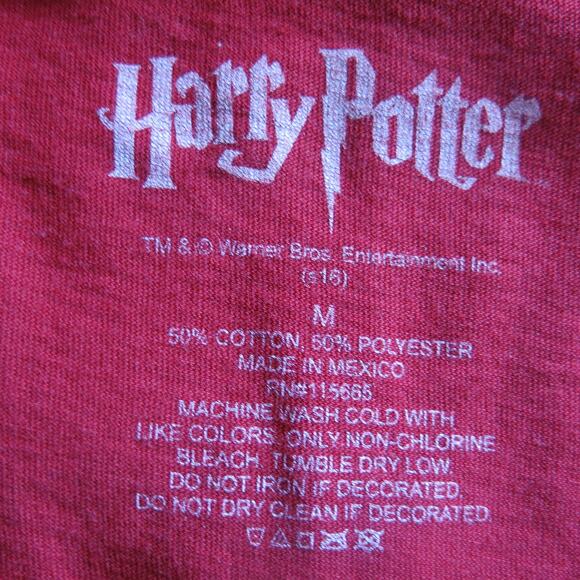 Harry Potter
TM & © Warner Bros. Entertainment Inc.
(s16)
M
50% COTTON, 50% POLYESTER
MADE IN MEXICO
RN#115665
MACHINE WASH COLD WITH
LIKE COLORS. ONLY NON-CHLORINE
BLEACH. TUMBLE DRY LOW.
DO NOT IRON IF DECORATED.
DO NOT DRY CLEAN IF DECORATED.